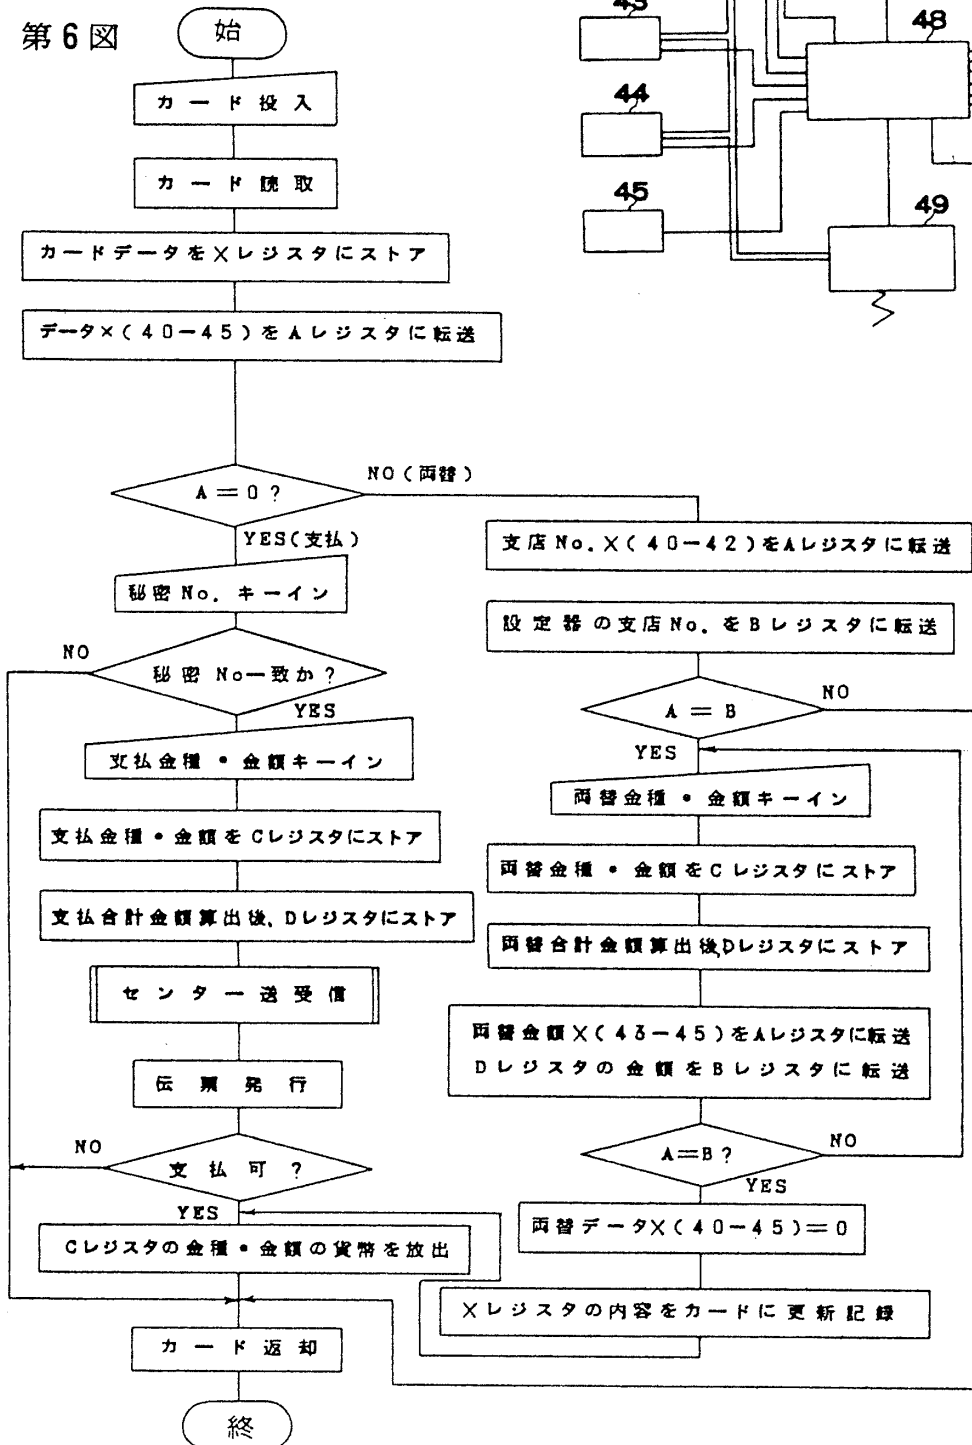 第6図
始
カード投入
カード読取
カードデータをXレジスタにストア
データX(40-45)をAレジスタに転送
A=0?
NO(両替)
YES(支払)
秘密No.キーイン
秘密No一致か?
NO
YES
支払金種・金額キーイン
支払金種・金額をCレジスタにストア
支払合計金額算出後,Dレジスタにストア
センター送受信
伝票発行
支払可?
NO
YES
Cレジスタの金種・金額の貨幣を放出
カード返却
終
支店No.X(40-42)をAレジスタに転送
設定器の支店No.をBレジスタに転送
A=B
NO
YES
両替金種・金額キーイン
両替金種・金額をCレジスタにストア
両替合計金額算出後,Dレジスタにストア
両替金額X(43-45)をAレジスタに転送
Dレジスタの金額をBレジスタに転送
A=B?
NO
YES
両替データX(40-45)=0
Xレジスタの内容をカードに更新記録
43
44
45
48
49